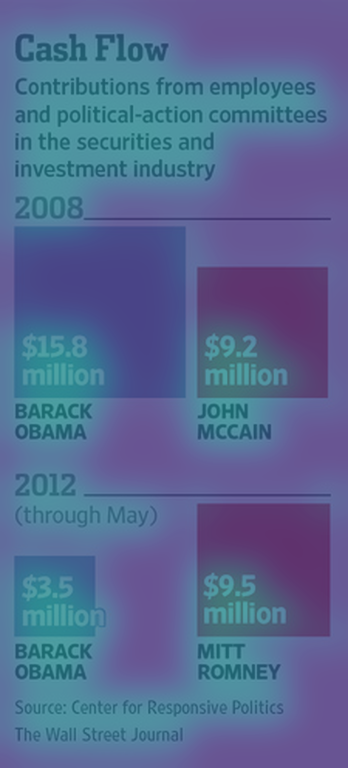 Cash Flow
Contributions from employees
and political-action committees
in the securities and
investment industry
2008
$15.8
million
BARACK
OBAMA
$9.2
million
JOHN
MCCAIN
2012
(through May)
$3.5
million
BARACK
OBAMA
$9.5
million
MITT
ROMNEY
Source: Center for Responsive Politics
The Wall Street Journal